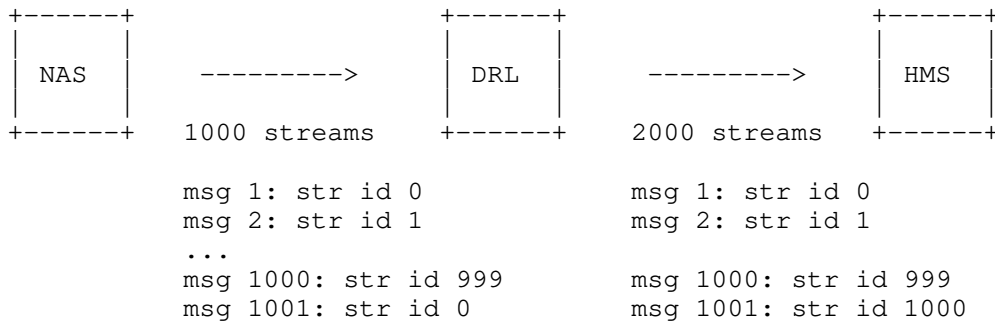 +------+ +------+ +------+
| | | | | |
| NAS | ---------> | DRL | ---------> | HMS |
| | | | | |
+------+ 1000 streams +------+ 2000 streams +------+
msg 1: str id 0 msg 1: str id 0
msg 2: str id 1 msg 2: str id 1
...
msg 1000: str id 999 msg 1000: str id 999
msg 1001: str id 0 msg 1001: str id 1000